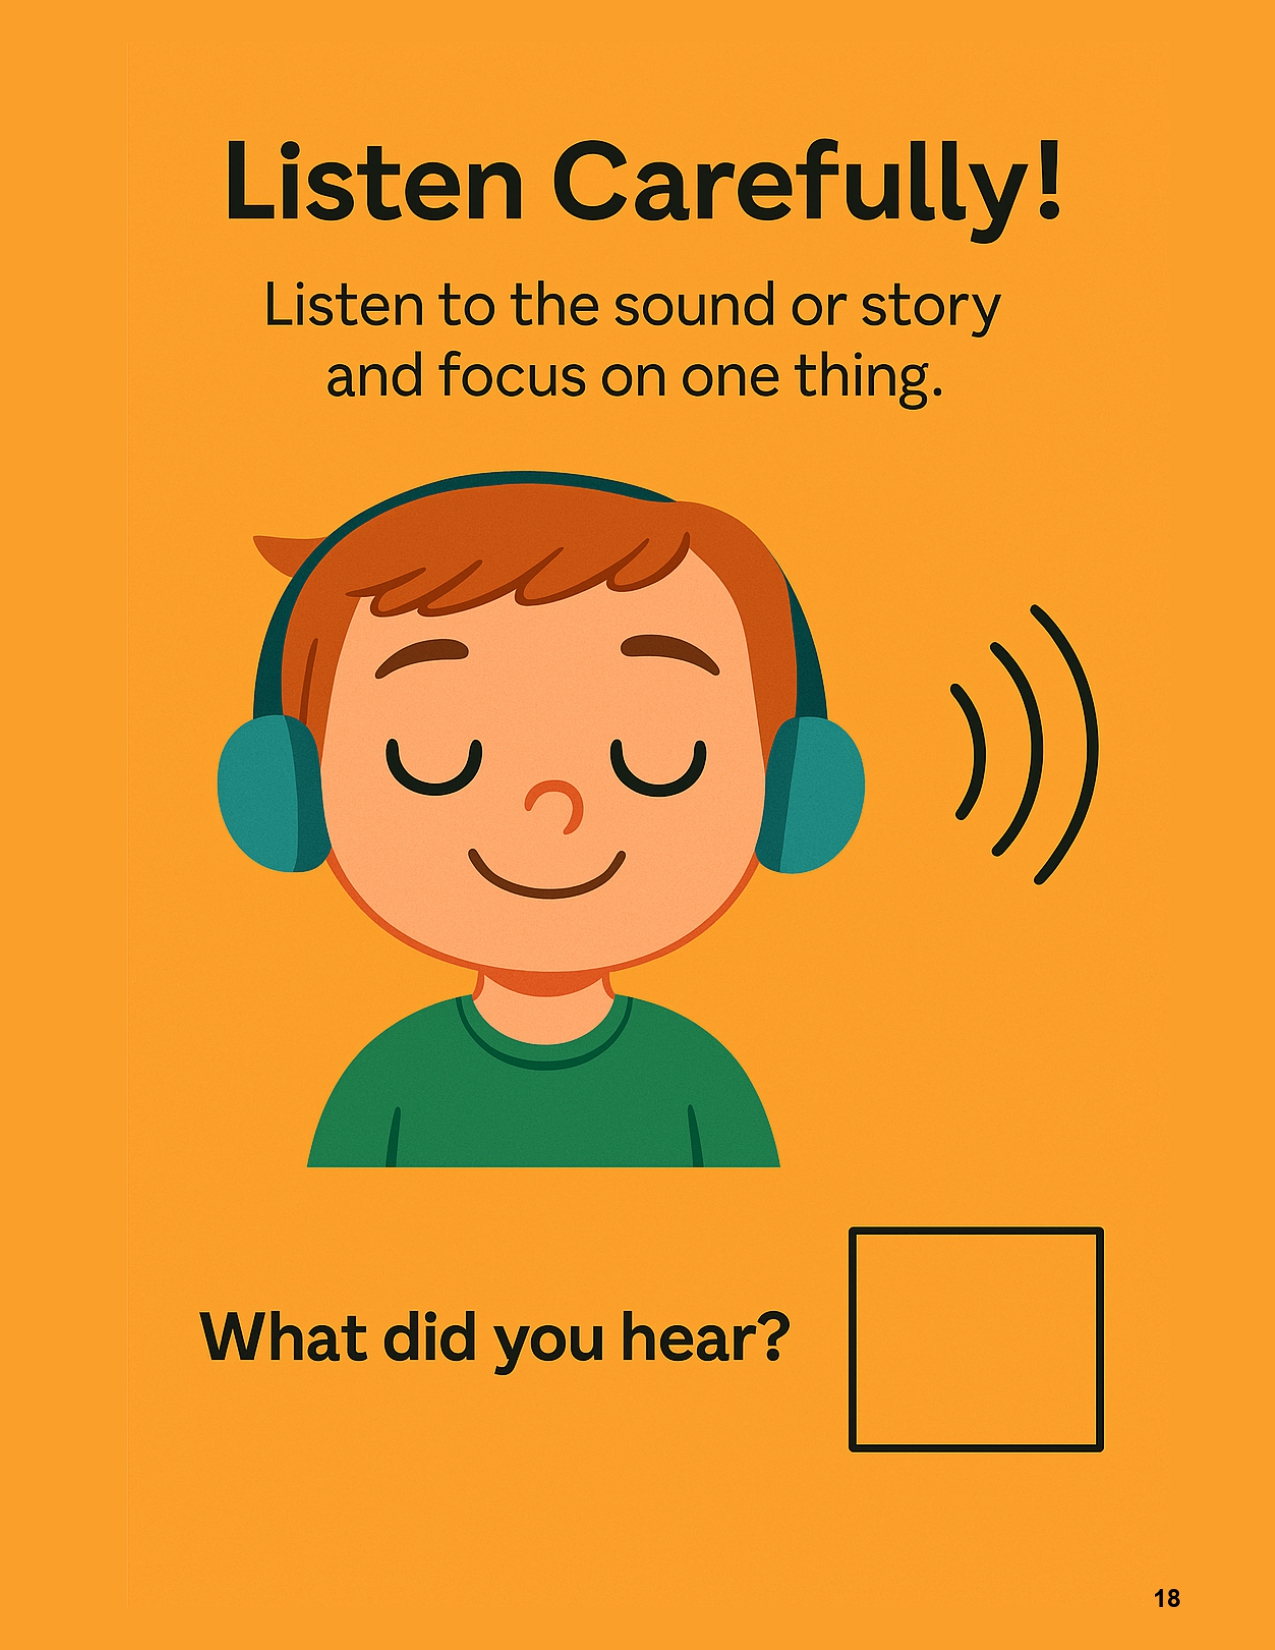 Listen Carefully!
Listen to the sound or story
and focus on one thing.
What did you hear?
18